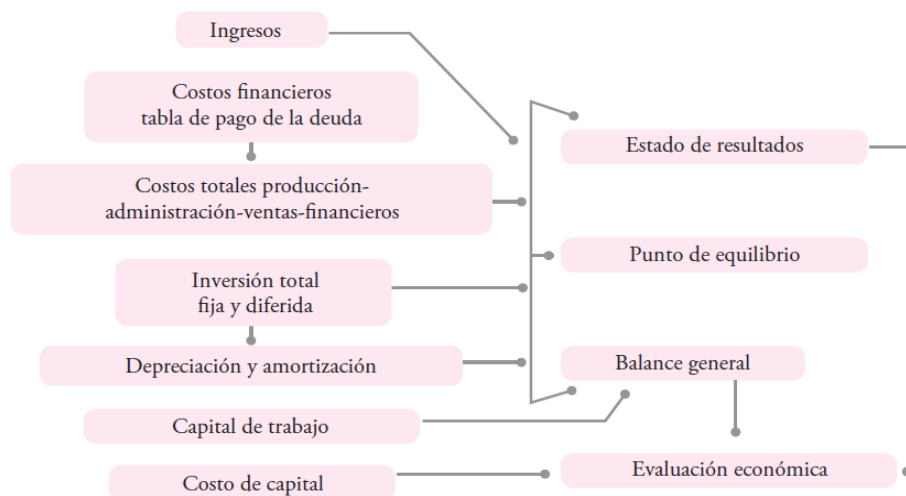 Ingresos
Costos financieros
tabla de pago de la deuda
Costos totales producción-
administración-ventas-financieros
Inversión total
fija y diferida
Depreciación y amortización
Capital de trabajo
Costo de capital
Estado de resultados
Punto de equilibrio
Balance general
Evaluación económica